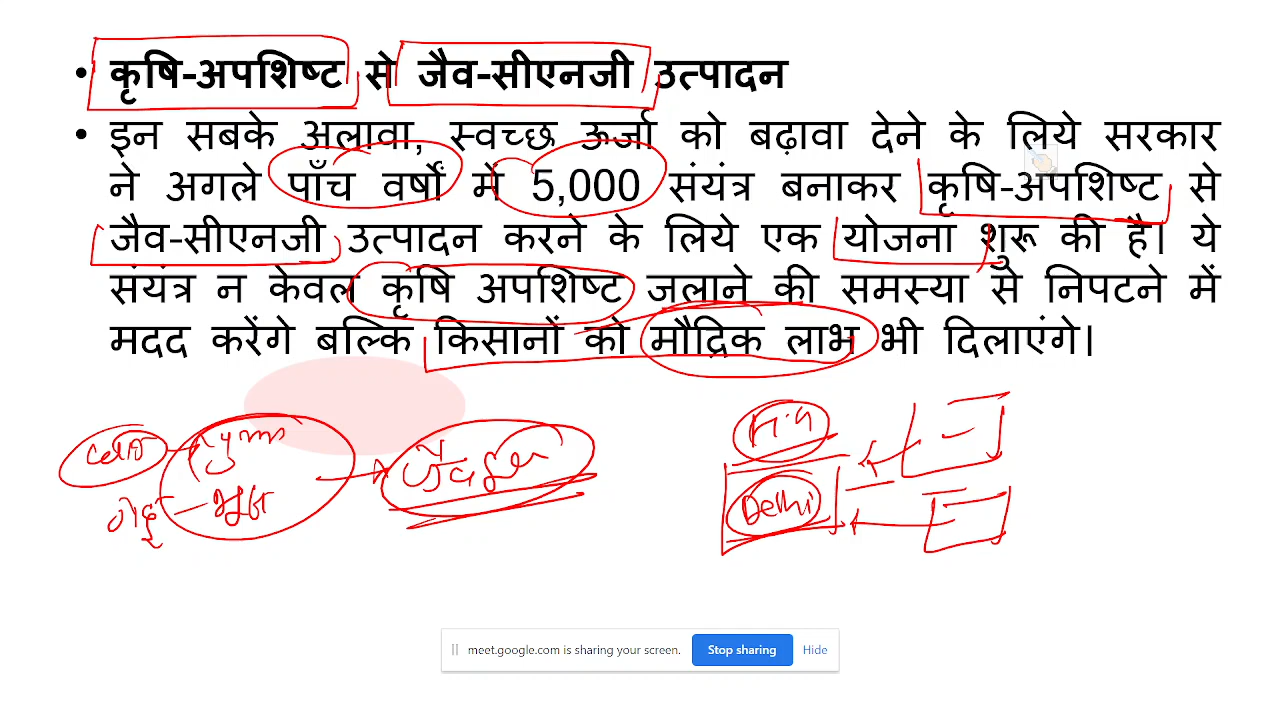 • कृषि-अपशिष्ट से जैव-सीएनजी उत्पादन
• इन सबके अलावा, स्वच्छ ऊर्जा को बढ़ावा देने के लिये सरकार
ने अगले पाँच वर्षों में 5,000 संयंत्र बनाकर कृषि-अपशिष्ट से
जैव-सीएनजी उत्पादन करने के लिये एक योजना शुरू की है। ये
संयंत्र न केवल कृषि अपशिष्ट जलाने की समस्या से निपटने में
मदद करेंगे बल्कि किसानों को मौद्रिक लाभ भी दिलाएंगे।
Delhi
meet.google.com is sharing your screen. Stop sharing Hide